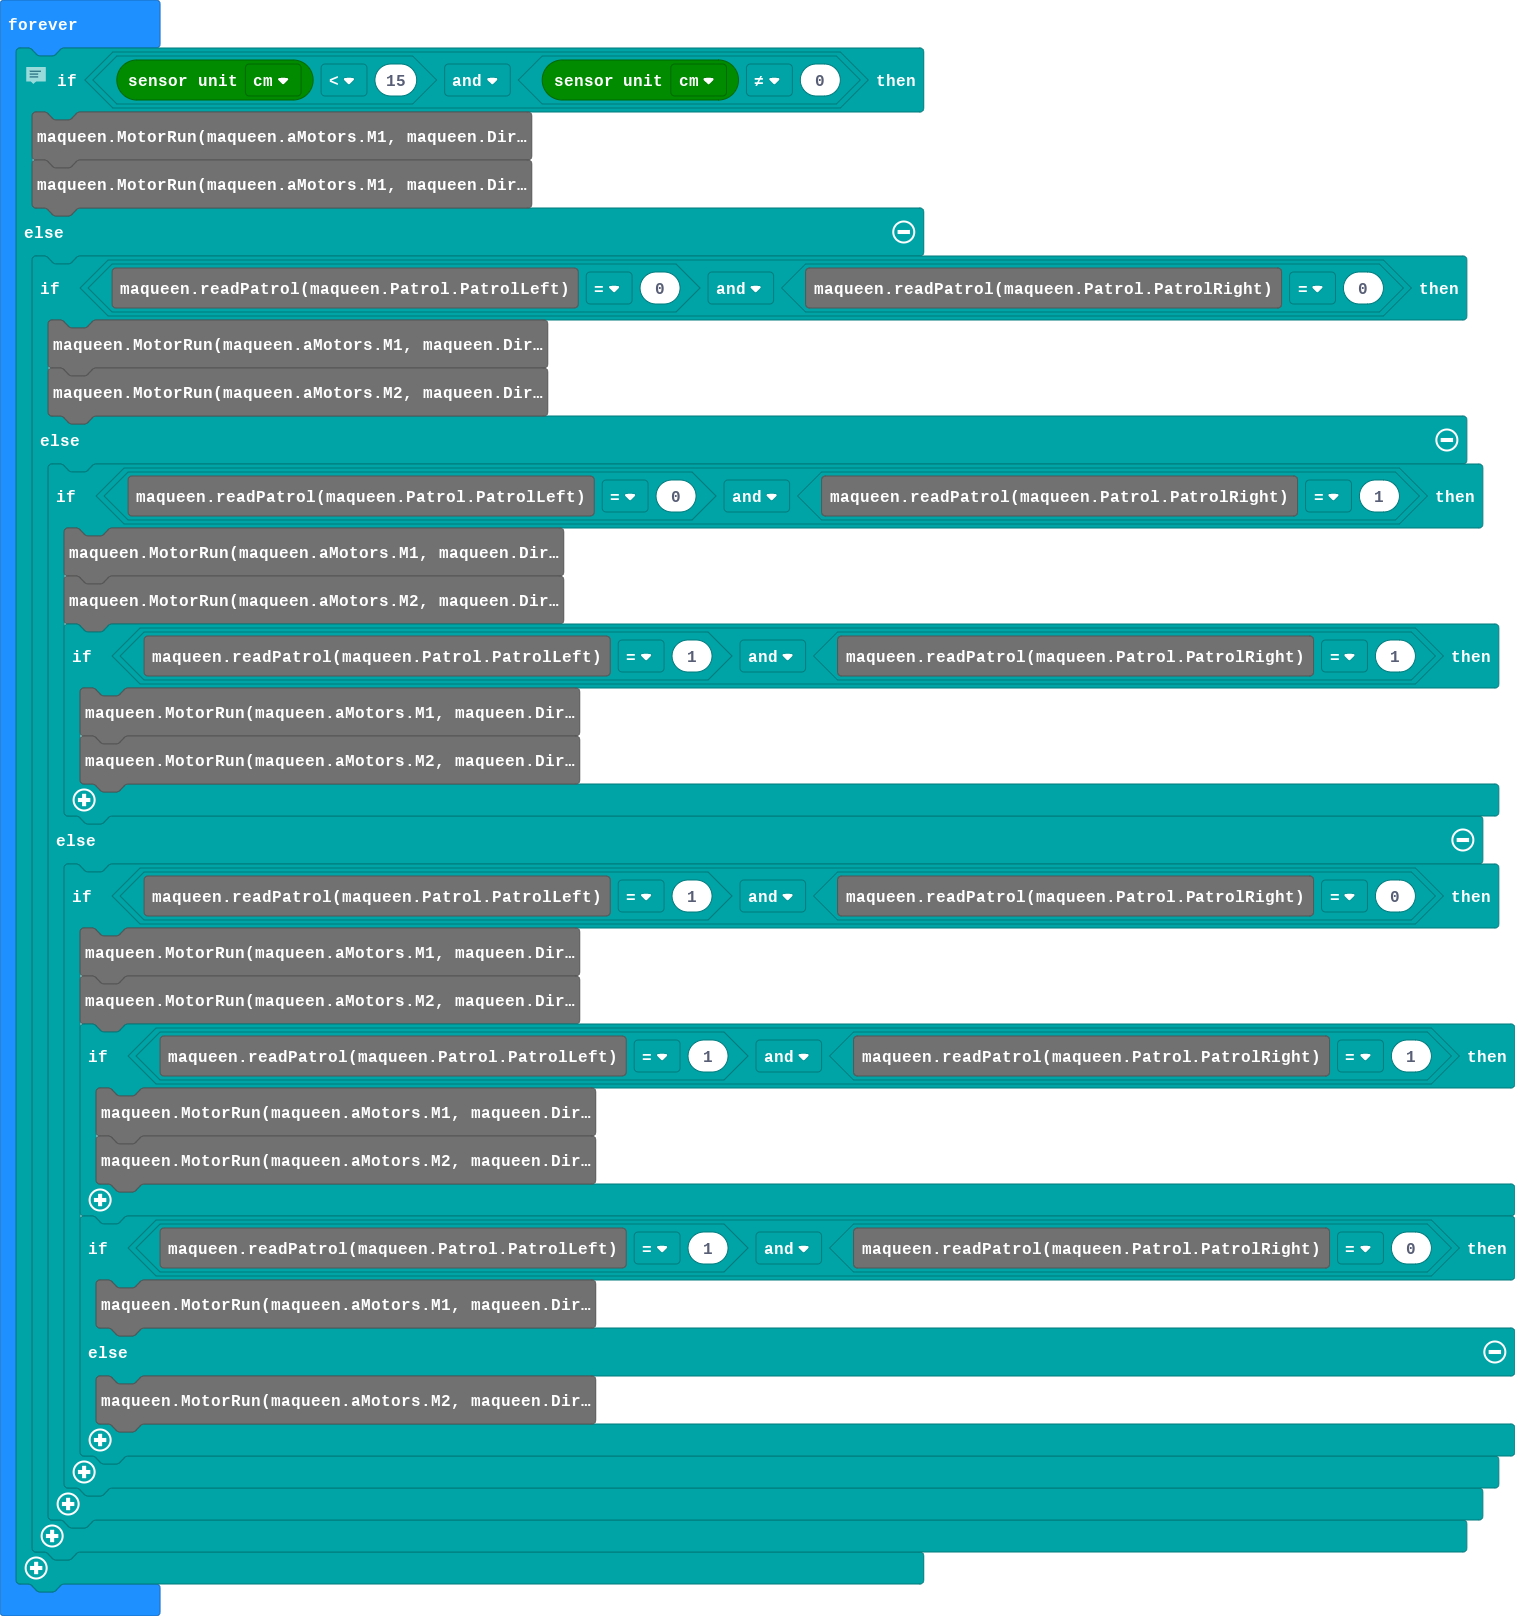 forever
if sensor unit cm < 15 and sensor unit cm ≠ 0 then
maqueen.MotorRun(maqueen.aMotors.M1, maqueen.Dir…
maqueen.MotorRun(maqueen.aMotors.M1, maqueen.Dir…
else
if maqueen.readPatrol(maqueen.Patrol.PatrolLeft) = 0 and maqueen.readPatrol(maqueen.Patrol.PatrolRight) = 0 then
maqueen.MotorRun(maqueen.aMotors.M1, maqueen.Dir…
maqueen.MotorRun(maqueen.aMotors.M2, maqueen.Dir…
else
if maqueen.readPatrol(maqueen.Patrol.PatrolLeft) = 0 and maqueen.readPatrol(maqueen.Patrol.PatrolRight) = 1 then
maqueen.MotorRun(maqueen.aMotors.M1, maqueen.Dir…
maqueen.MotorRun(maqueen.aMotors.M2, maqueen.Dir…
if maqueen.readPatrol(maqueen.Patrol.PatrolLeft) = 1 and maqueen.readPatrol(maqueen.Patrol.PatrolRight) = 1 then
maqueen.MotorRun(maqueen.aMotors.M1, maqueen.Dir…
maqueen.MotorRun(maqueen.aMotors.M2, maqueen.Dir…
else
if maqueen.readPatrol(maqueen.Patrol.PatrolLeft) = 1 and maqueen.readPatrol(maqueen.Patrol.PatrolRight) = 0 then
maqueen.MotorRun(maqueen.aMotors.M1, maqueen.Dir…
maqueen.MotorRun(maqueen.aMotors.M2, maqueen.Dir…
if maqueen.readPatrol(maqueen.Patrol.PatrolLeft) = 1 and maqueen.readPatrol(maqueen.Patrol.PatrolRight) = 1 then
maqueen.MotorRun(maqueen.aMotors.M1, maqueen.Dir…
maqueen.MotorRun(maqueen.aMotors.M2, maqueen.Dir…
if maqueen.readPatrol(maqueen.Patrol.PatrolLeft) = 1 and maqueen.readPatrol(maqueen.Patrol.PatrolRight) = 0 then
maqueen.MotorRun(maqueen.aMotors.M1, maqueen.Dir…
else
maqueen.MotorRun(maqueen.aMotors.M2, maqueen.Dir…